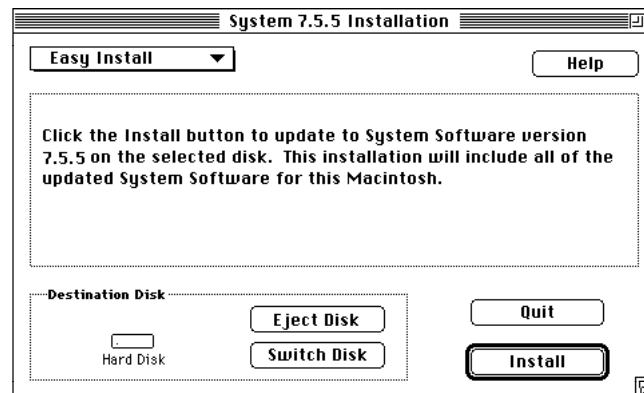 System 7.5.5 Installation
Easy Install
Help
Click the Install button to update to System Software version
7.5.5 on the selected disk. This installation will include all of the
updated System Software for this Macintosh.
Destination Disk
Eject Disk
Quit
Hard Disk
Switch Disk
Install